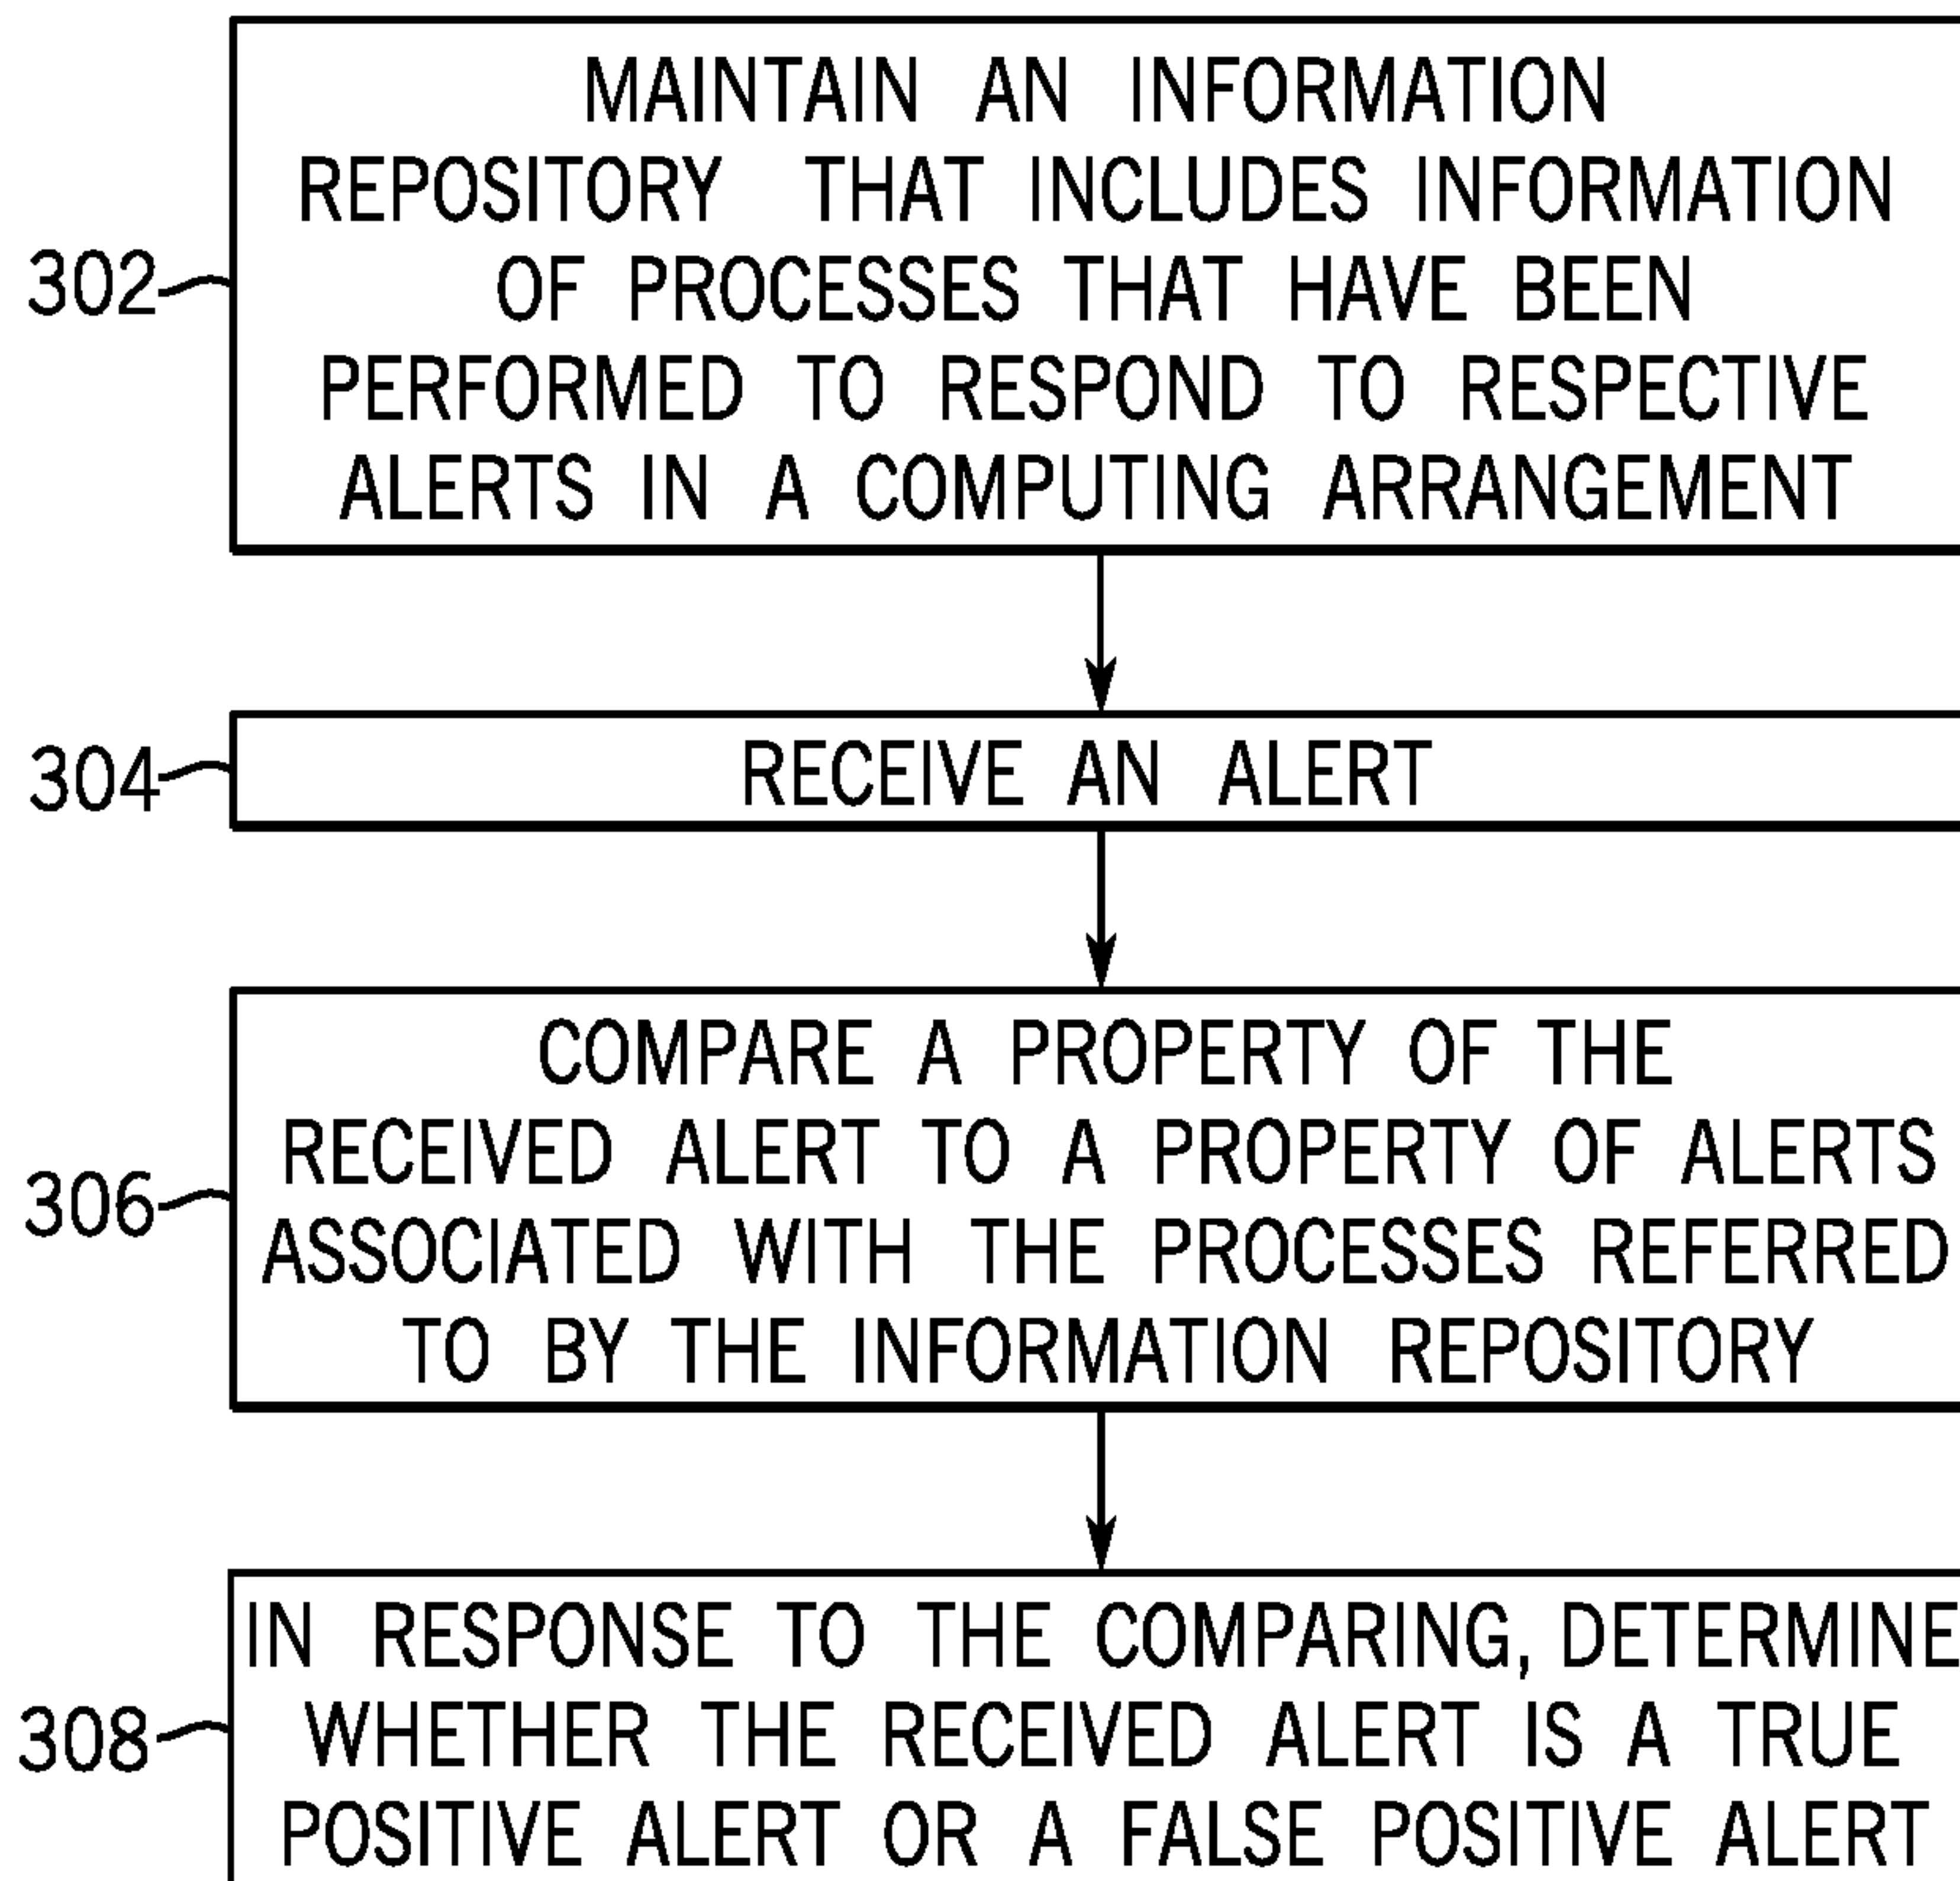 MAINTAIN AN INFORMATION
REPOSITORY THAT INCLUDES INFORMATION
OF PROCESSES THAT HAVE BEEN
PERFORMED TO RESPOND TO RESPECTIVE
ALERTS IN A COMPUTING ARRANGEMENT
302
RECEIVE AN ALERT
304
COMPARE A PROPERTY OF THE
RECEIVED ALERT TO A PROPERTY OF ALERTS
ASSOCIATED WITH THE PROCESSES REFERRED
TO BY THE INFORMATION REPOSITORY
306
IN RESPONSE TO THE COMPARING, DETERMINE
WHETHER THE RECEIVED ALERT IS A TRUE
POSITIVE ALERT OR A FALSE POSITIVE ALERT
308